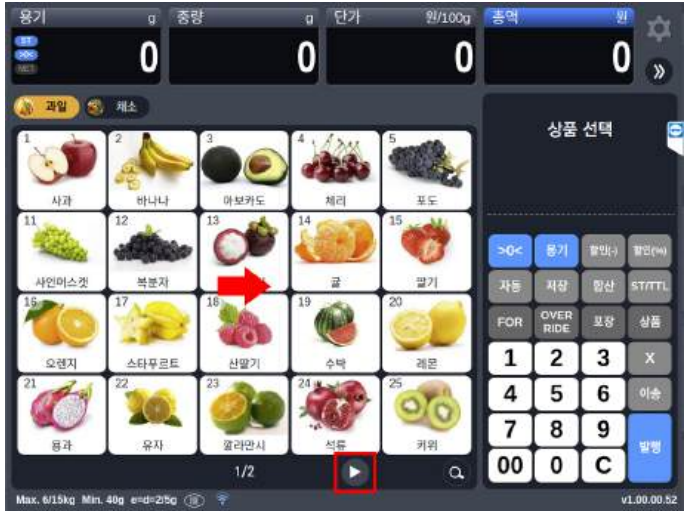 용기 g 중량 g 단가 원/100g 총액 원
ST
>0<
NET
0 0 0 0
과일 채소
상품 선택
1 2 3 4 5
사과 바나나 아보카도 체리 포도
11 12 13 14 15
샤인머스켓 복분자 귤 딸기
16 17 18 19 20
오렌지 스타푸르트 산딸기 수박 레몬
21 22 23 24 25
용과 유자 깔라만시 석류 키위
1/2
>0< 용기 할인(-) 할인(%)
자동 저장 합산 ST/TTL
FOR OVER RIDE 포장 상품
1 2 3 X
4 5 6 이송
7 8 9 발행
00 0 C
Max. 6/15kg Min. 40g e=d=2/5g v1.00.00.52